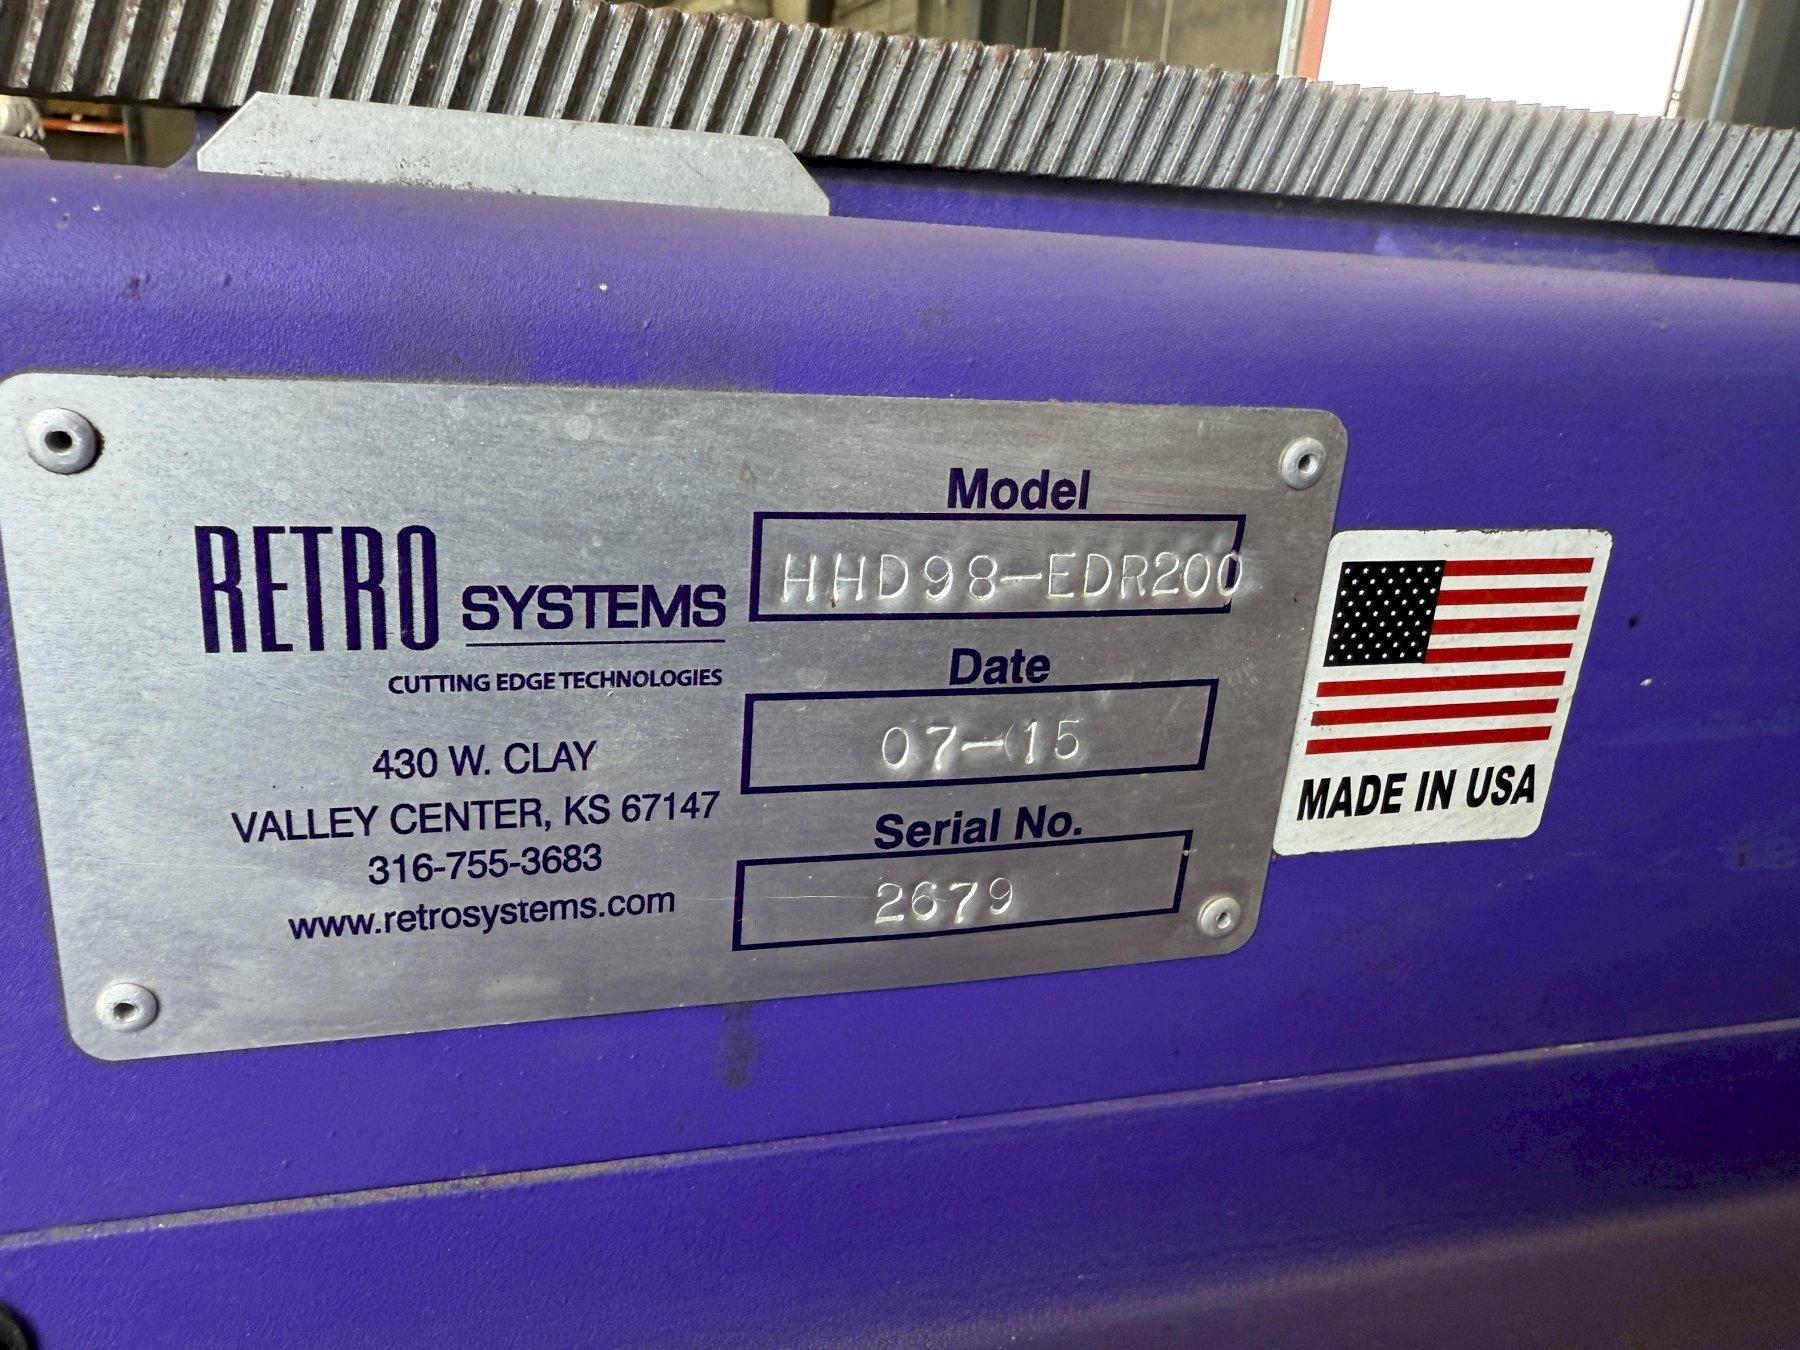 RETRO SYSTEMS
CUTTING EDGE TECHNOLOGIES
430 W. CLAY
VALLEY CENTER, KS 67147
316-755-3683
www.retrosystems.com
Model
HHD98-EDR200
Date
07-15
Serial No.
2679
MADE IN USA